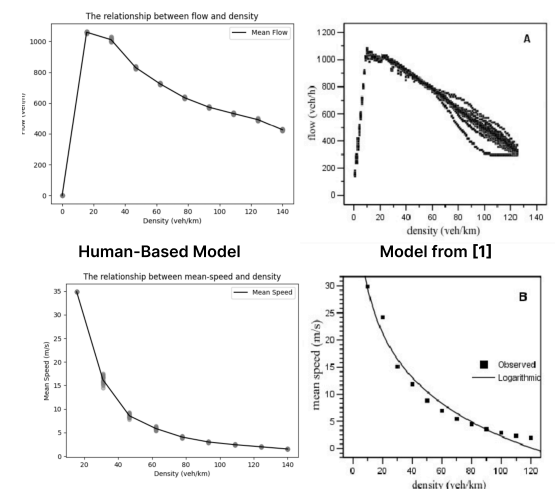 The relationship between flow and density
Mean Flow
1000
800
600
400
200
0
0 20 40 60 80 100 120 140
Density (veh/km)
A
1200
1000
800
600
400
200
0
flow (veh/h)
0 20 40 60 80 100 120 140
density (veh/km)
Human-Based Model
Model from [1]
The relationship between mean-speed and density
Mean Speed
35
30
25
20
15
10
5
0
Mean Speed (m/s)
20 40 60 80 100 120 140
Density (veh/km)
B
30
25
20
15
10
5
0
mean speed (m/s)
Observed
Logarithmic
0 20 40 60 80 100 120
density (veh/km)